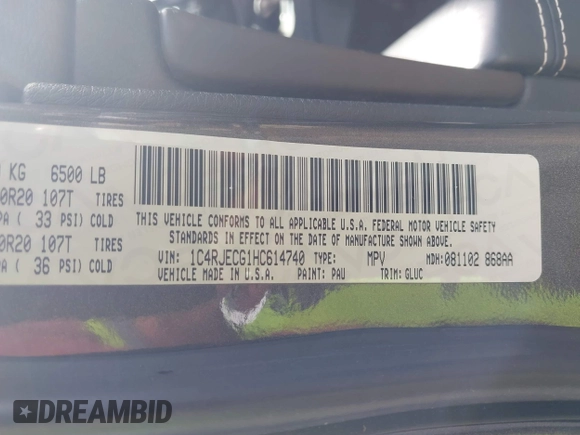 KG 6500 LB
0R20 107T TIRES
PA ( 33 PSI) COLD
0R20 107T TIRES
PA ( 36 PSI) COLD
THIS VEHICLE CONFORMS TO ALL APPLICABLE U.S.A. FEDERAL MOTOR VEHICLE SAFETY
STANDARDS IN EFFECT ON THE DATE OF MANUFACTURE SHOWN ABOVE.
VIN: 1C4RJECG1HC614740 TYPE: MPV MDH:081102 868AA
VEHICLE MADE IN U.S.A. PAINT: PAU TRIM: GLUC
DREAMBID